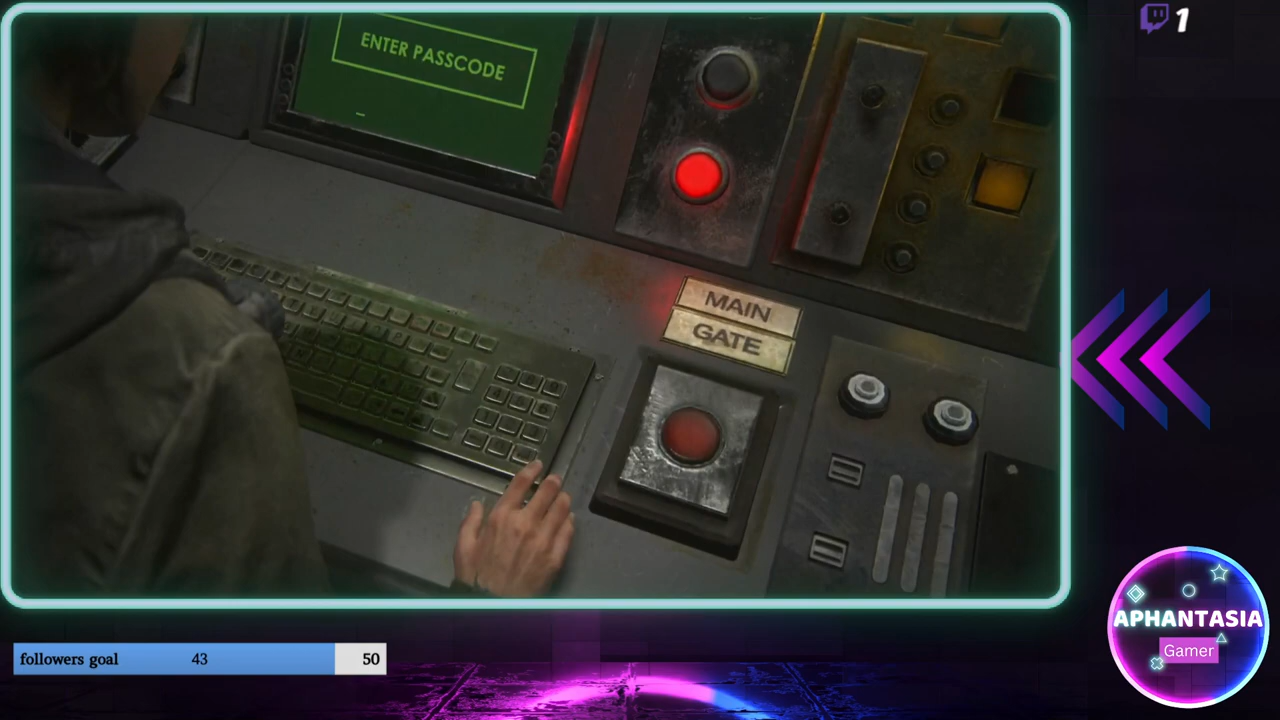 1
ENTER PASSCODE
MAIN
GATE
APHANTASIA
Gamer
followers goal 43 50